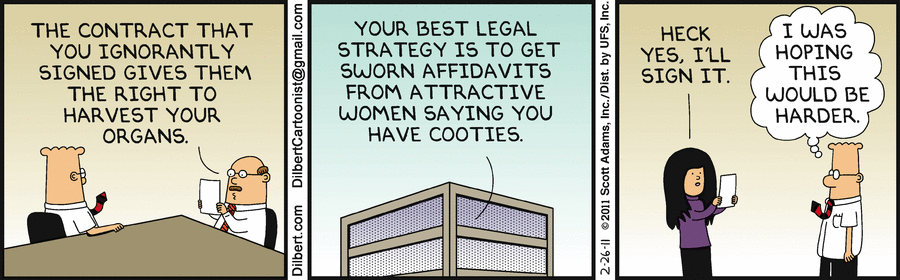 THE CONTRACT THAT
YOU IGNORANTLY
SIGNED GIVES THEM
THE RIGHT TO
HARVEST YOUR
ORGANS.
Dilbert.com DilbertCartoonist@gmail.com
YOUR BEST LEGAL
STRATEGY IS TO GET
SWORN AFFIDAVITS
FROM ATTRACTIVE
WOMEN SAYING YOU
HAVE COOTIES.
2-26-11 © 2011 Scott Adams, Inc./Dist. by UFS, Inc.
HECK
YES, I'LL
SIGN IT.
I WAS
HOPING
THIS
WOULD BE
HARDER.